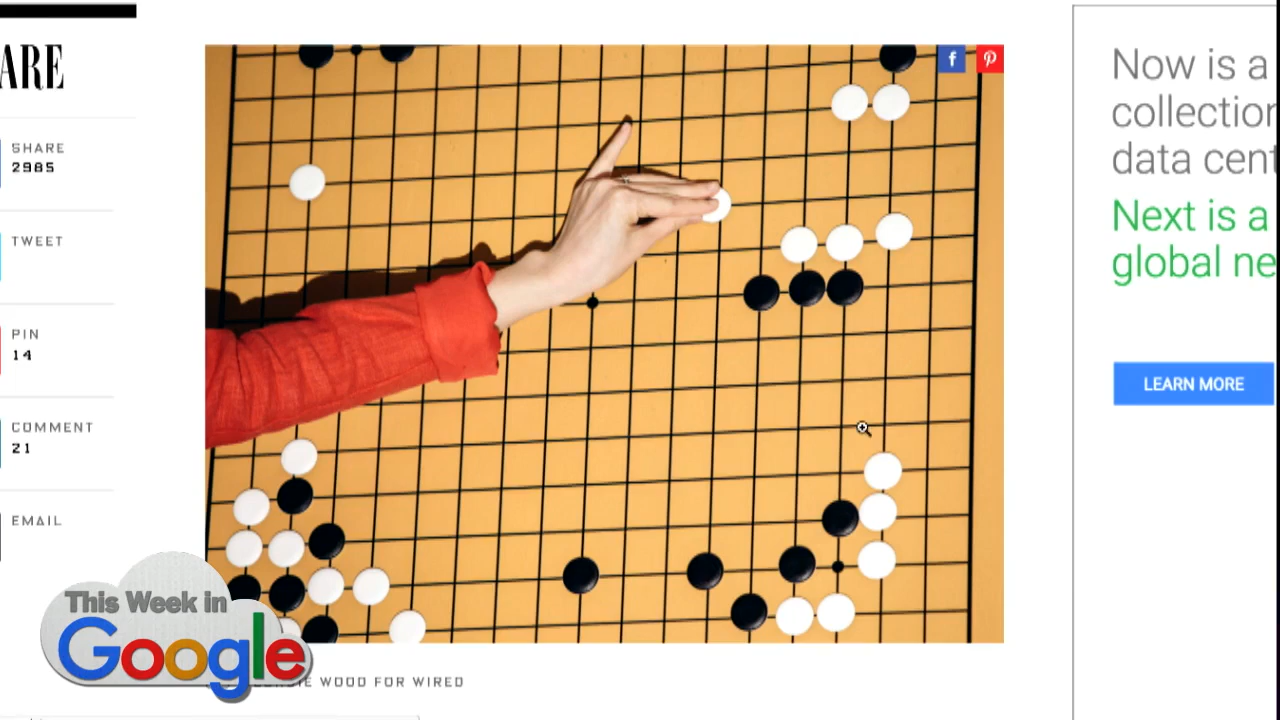 ARE
SHARE
2985
TWEET
PIN
14
COMMENT
21
EMAIL
f
Now is a
collection
data cent
Next is a
global ne
LEARN MORE
This Week in
Google
WOOD FOR WIRED